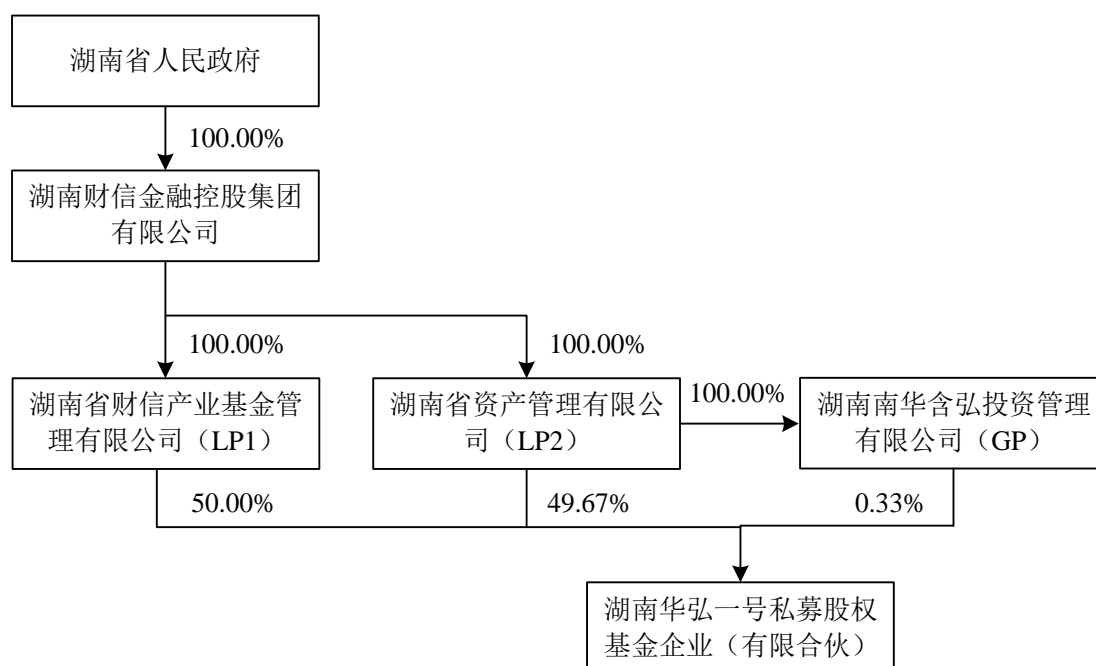 湖南省人民政府
100.00%
湖南财信金融控股集团
有限公司
100.00%
100.00%
湖南省财信产业基金管
理有限公司（LP1）
湖南省资产管理有限公
司（LP2）
100.00%
湖南南华含弘投资管理
有限公司（GP）
50.00%
49.67%
0.33%
湖南华弘一号私募股权
基金企业（有限合伙）